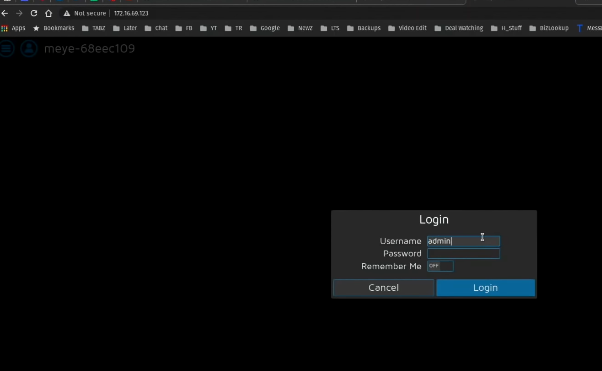 Not secure 172.16.69.123
Apps Bookmarks TABZ Later Chat FB YT TR Google NewZ LTS Backups Video Edit Deal Watching H_Stuff BizLookup Messa
meye-68eec109
Login
Username admin
Password
Remember Me OFF
Cancel Login